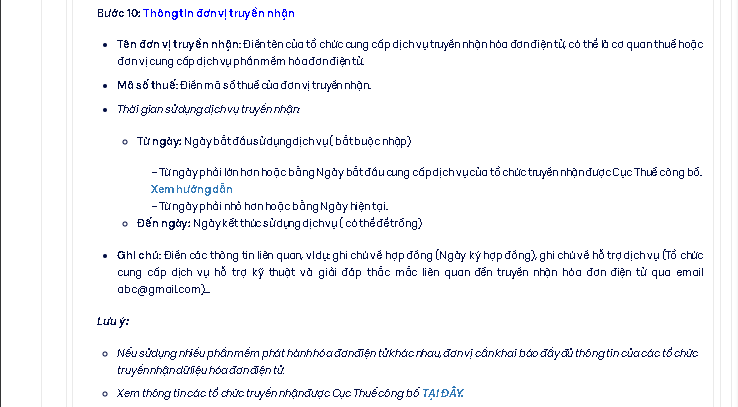 Bước 10: Thông tin đơn vị truyền nhận
Tên đơn vị truyền nhận: Điền tên của tổ chức cung cấp dịch vụ truyền nhận hóa đơn điện tử, có thể là cơ quan thuế hoặc
đơn vị cung cấp dịch vụ phần mềm hóa đơn điện tử.
Mã số thuế: Điền mã số thuế của đơn vị truyền nhận.
Thời gian sử dụng dịch vụ truyền nhận:
Từ ngày: Ngày bắt đầu sử dụng dịch vụ ( bắt buộc nhập)
– Từ ngày phải lớn hơn hoặc bằng Ngày bắt đầu cung cấp dịch vụ của tổ chức truyền nhận được Cục Thuế công bố.
Xem hướng dẫn
– Từ ngày phải nhỏ hơn hoặc bằng Ngày hiện tại.
Đến ngày: Ngày kết thúc sử dụng dịch vụ ( có thể để trống)
Ghi chú: Điền các thông tin liên quan, ví dụ: ghi chú về hợp đồng (Ngày ký hợp đồng), ghi chú về hỗ trợ dịch vụ (Tổ chức
cung cấp dịch vụ hỗ trợ kỹ thuật và giải đáp thắc mắc liên quan đến truyền nhận hóa đơn điện tử qua email
abc@gmail.com)…
Lưu ý:
Nếu sử dụng nhiều phần mềm phát hành hóa đơn điện tử khác nhau, đơn vị cần khai báo đầy đủ thông tin của các tổ chức
truyền nhận dữ liệu hóa đơn điện tử.
Xem thông tin các tổ chức truyền nhận được Cục Thuế công bố TẠI ĐÂY.